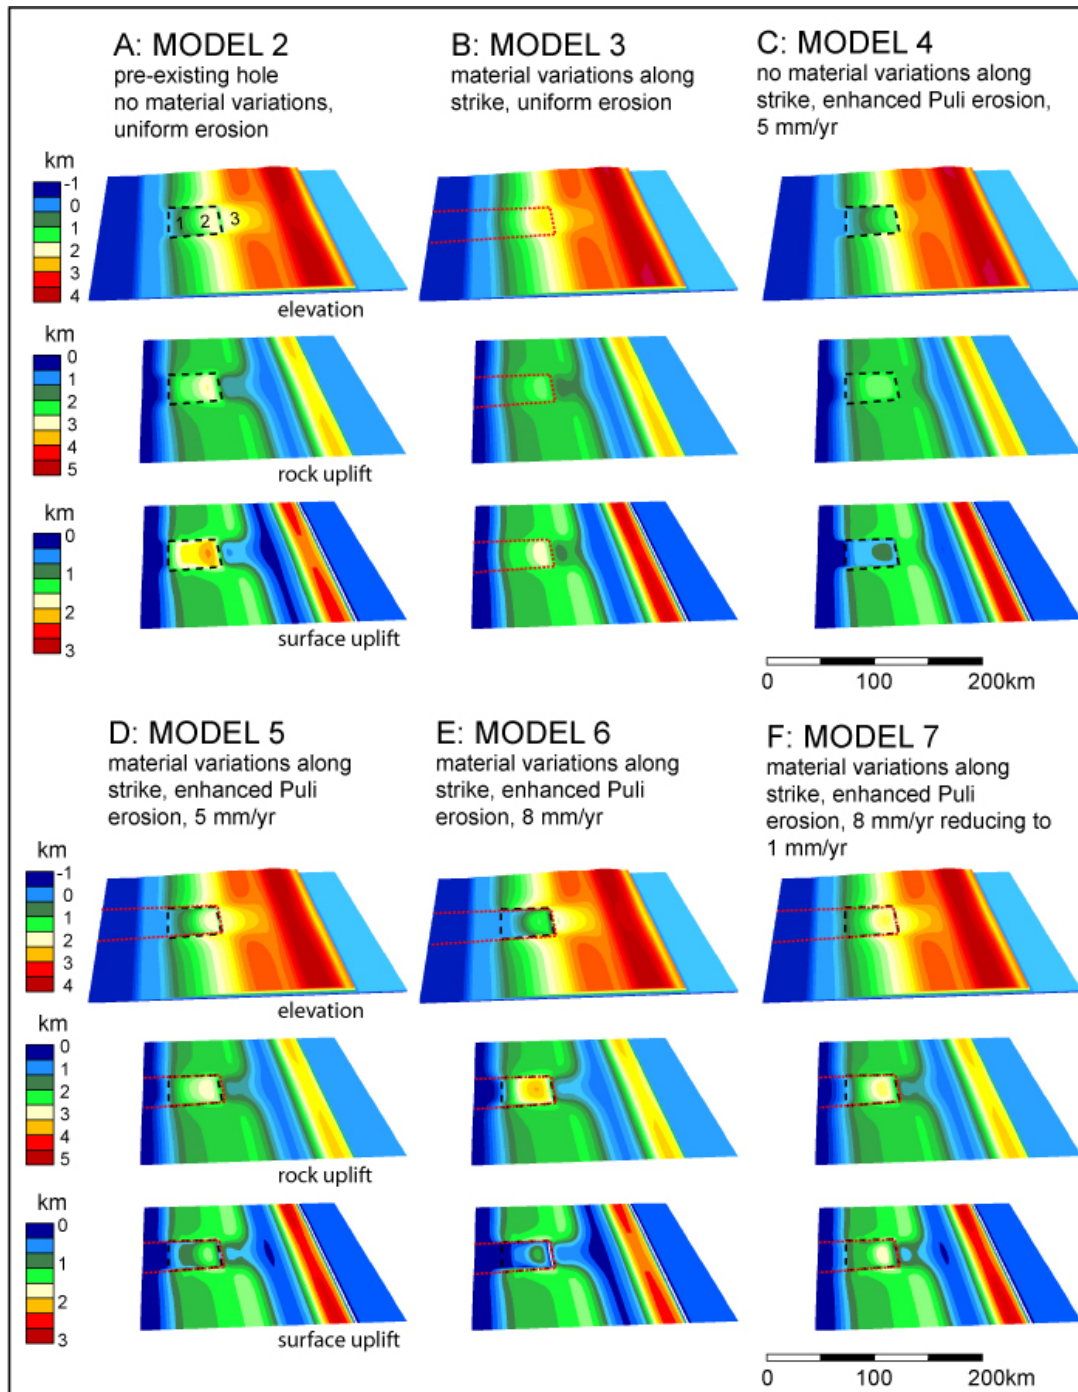 A: MODEL 2
pre-existing hole
no material variations,
uniform erosion
B: MODEL 3
material variations along
strike, uniform erosion
C: MODEL 4
no material variations along
strike, enhanced Puli erosion,
5 mm/yr
km
-1
0
1
2
3
4
1 2 3
elevation
km
0
1
2
3
4
5
rock uplift
km
0
1
2
3
surface uplift
0 100 200km
D: MODEL 5
material variations along
strike, enhanced Puli
erosion, 5 mm/yr
E: MODEL 6
material variations along
strike, enhanced Puli
erosion, 8 mm/yr
F: MODEL 7
material variations along
strike, enhanced Puli
erosion, 8 mm/yr reducing to
1 mm/yr
km
-1
0
1
2
3
4
elevation
km
0
1
2
3
4
5
rock uplift
km
0
1
2
3
surface uplift
0 100 200km